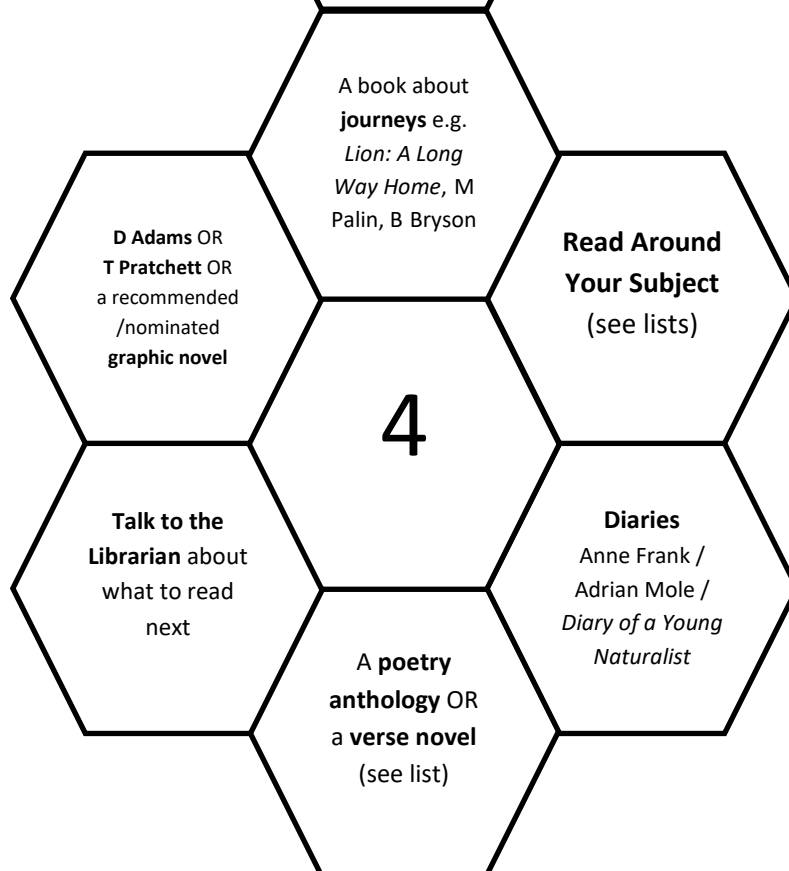 A book about
journeys e.g.
Lion: A Long
Way Home, M
Palin, B Bryson
D Adams OR
T Pratchett OR
a recommended
/nominated
graphic novel
Read Around
Your Subject
(see lists)
4
Talk to the
Librarian about
what to read
next
Diaries
Anne Frank /
Adrian Mole /
Diary of a Young
Naturalist
A poetry
anthology OR
a verse novel
(see list)